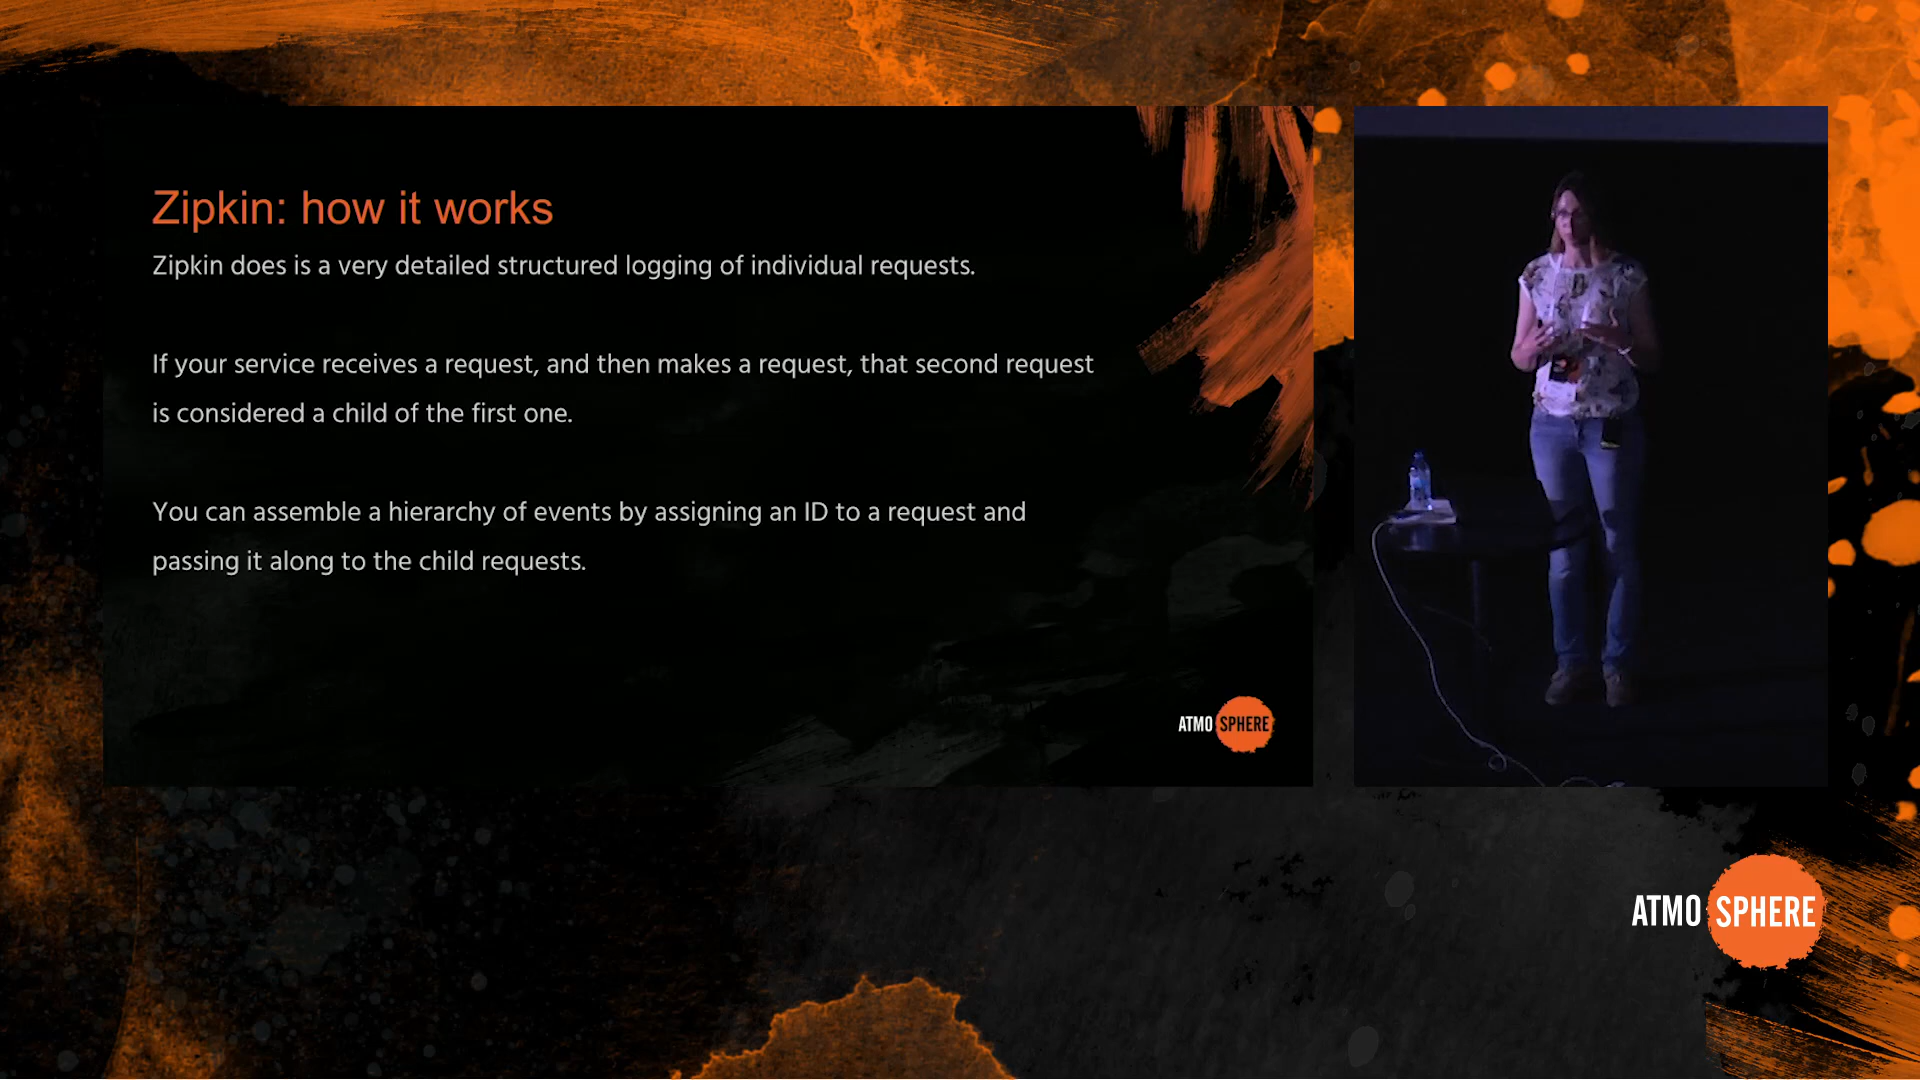 Zipkin: how it works
Zipkin does is a very detailed structured logging of individual requests.
If your service receives a request, and then makes a request, that second request
is considered a child of the first one.
You can assemble a hierarchy of events by assigning an ID to a request and
passing it along to the child requests.
ATMO SPHERE
ATMO SPHERE